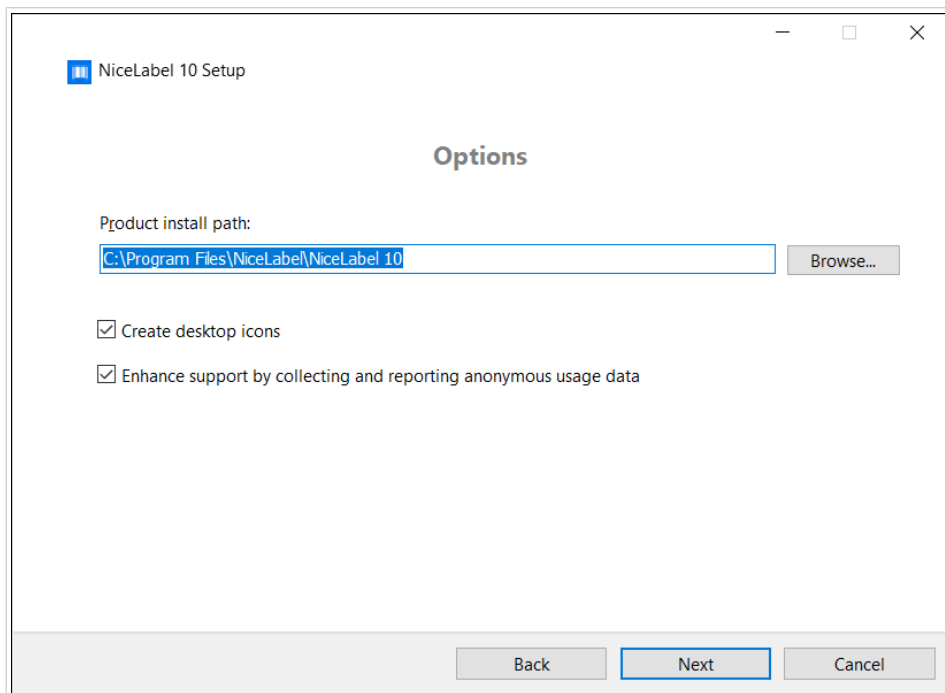 NiceLabel 10 Setup
Options
Product install path:
C:\Program Files\NiceLabel\NiceLabel 10
Browse...
Create desktop icons
Enhance support by collecting and reporting anonymous usage data
Back Next Cancel